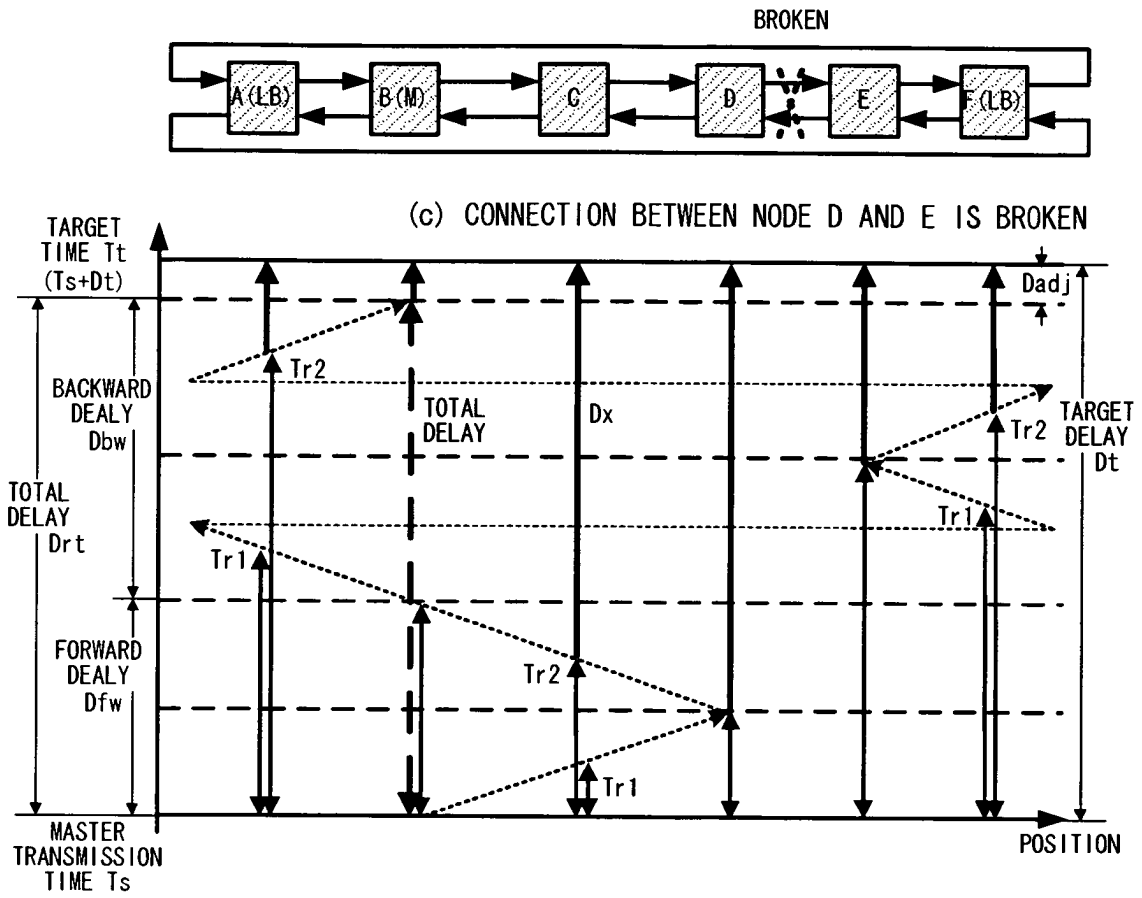 BROKEN
A(LB)
B(M)
C
D
E
F(LB)
(c) CONNECTION BETWEEN NODE D AND E IS BROKEN
TARGET
TIME Tt
(Ts+Dt)
Dadj
Tr2
BACKWARD
DEALY
Dbw
TOTAL
DELAY
Dx
Tr2
TARGET
DELAY
Dt
TOTAL
DELAY
Drt
Tr1
Tr1
FORWARD
DEALY
Dfw
Tr2
Tr1
MASTER
TRANSMISSION
TIME Ts
POSITION